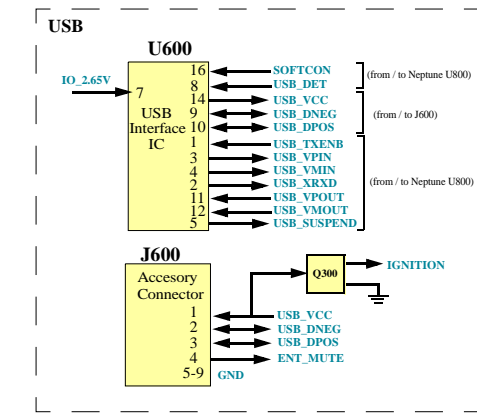 USB
U600
IO_2.65V
7
USB
Interface
IC
16 SOFTCON
8 USB_DET
(from / to Neptune U800)
14 USB_VCC
9 USB_DNEG
10 USB_DPOS
(from / to J600)
1 USB_TXENB
3 USB_VPIN
4 USB_VMIN
2 USB_XRXD
11 USB_VPOUT
12 USB_VMOUT
5 USB_SUSPEND
(from / to Neptune U800)
J600
Accesory
Connector
Q300
IGNITION
1 USB_VCC
2 USB_DNEG
3 USB_DPOS
4 ENT_MUTE
5-9 GND